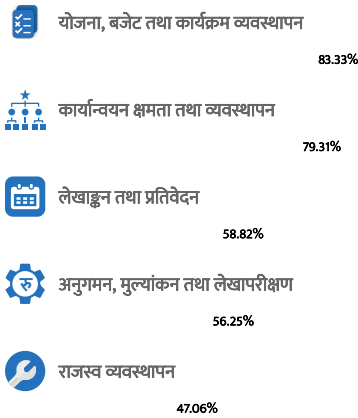 योजना, बजेट तथा कार्यक्रम व्यवस्थापन
83.33%
कार्यान्वयन क्षमता तथा व्यवस्थापन
79.31%
लेखाङ्कन तथा प्रतिवेदन
58.82%
रु
अनुगमन, मुल्यांकन तथा लेखापरीक्षण
56.25%
राजस्व व्यवस्थापन
47.06%